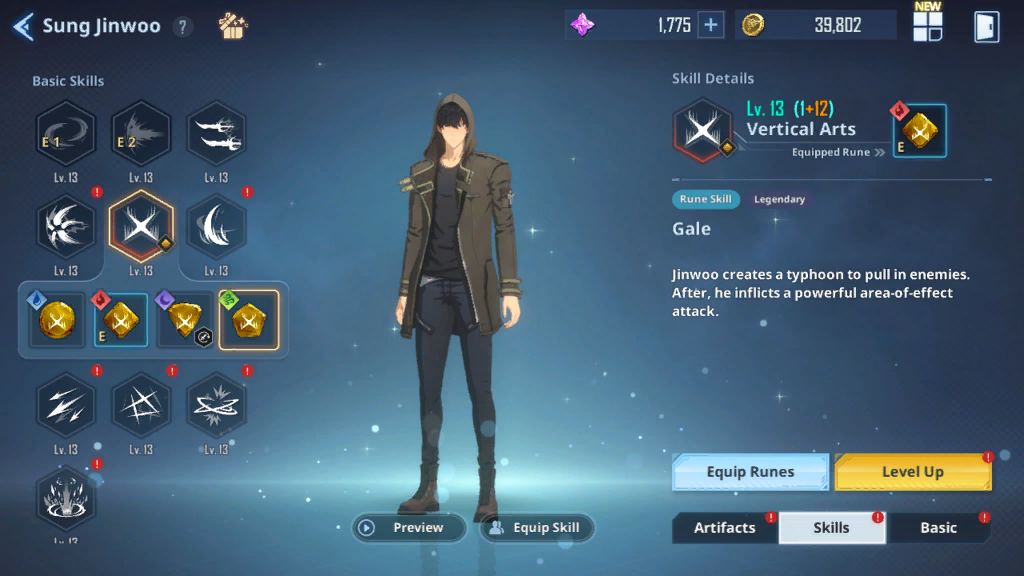 Sung Jinwoo ?
1,775 +
39,802
NEW
Basic Skills
E 1
E 2
Lv. 13
Lv. 13
Lv. 13
!
!
Lv. 13
Lv. 13
Lv. 13
E
!
!
!
Lv. 13
Lv. 13
Lv. 13
!
Skill Details
Lv. 13 (1+12)
Vertical Arts
Equipped Rune
E
Rune Skill
Legendary
Gale
Jinwoo creates a typhoon to pull in enemies.
After, he inflicts a powerful area-of-effect
attack.
Preview
Equip Skill
Equip Runes
Level Up
!
Artifacts
!
Skills
!
Basic
!